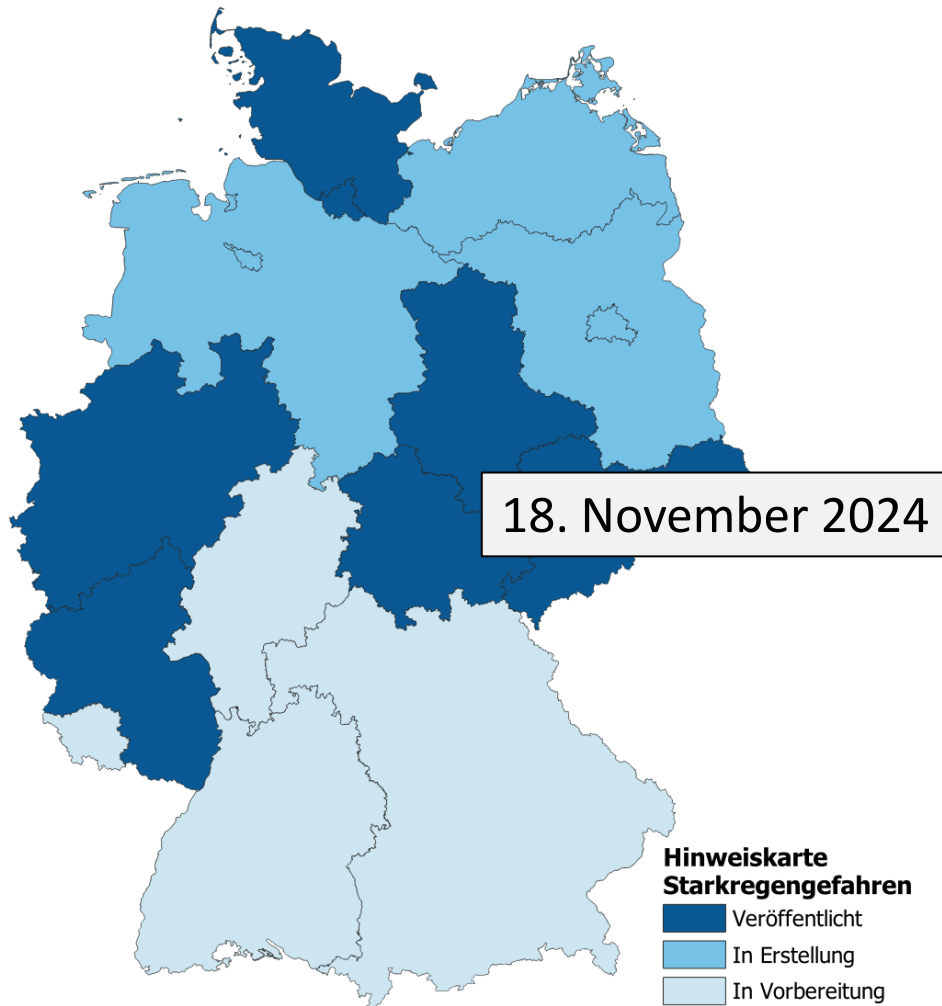 18. November 2024
Hinweiskarte
Starkregengefahren
Veröffentlicht
In Erstellung
In Vorbereitung